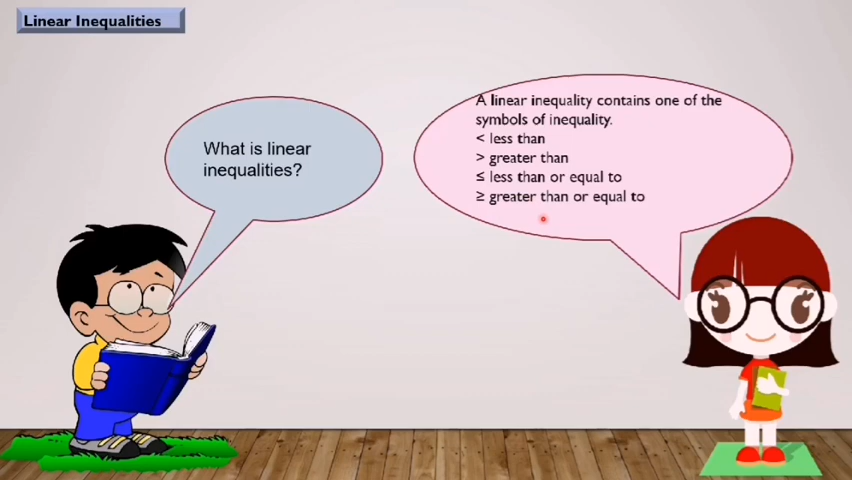 Linear Inequalities
What is linear
inequalities?
A linear inequality contains one of the
symbols of inequality.
< less than
> greater than
≤ less than or equal to
≥ greater than or equal to